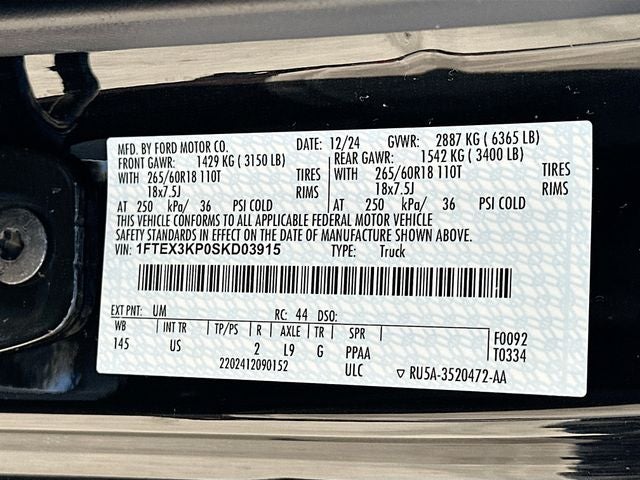 MFD. BY FORD MOTOR CO. DATE: 12/24 GVWR: 2887 KG ( 6365 LB)
FRONT GAWR: 1429 KG ( 3150 LB) REAR GAWR: 1542 KG ( 3400 LB)
WITH 265/60R18 110T TIRES WITH 265/60R18 110T TIRES
18x7.5J RIMS 18x7.5J RIMS
AT 250 kPa/ 36 PSI COLD AT 250 kPa/ 36 PSI COLD
THIS VEHICLE CONFORMS TO ALL APPLICABLE FEDERAL MOTOR VEHICLE
SAFETY STANDARDS IN EFFECT ON THE DATE OF MANUFACTURE SHOWN ABOVE.
VIN: 1FTEX3KP0SKD03915 TYPE: Truck
EXT PNT: UM RC: 44 DSO:
WB INT TR TP/PS R AXLE TR SPR F0092
145 US 2 L9 G PPAA T0334
2202412090152 ULC RU5A-3520472-AA